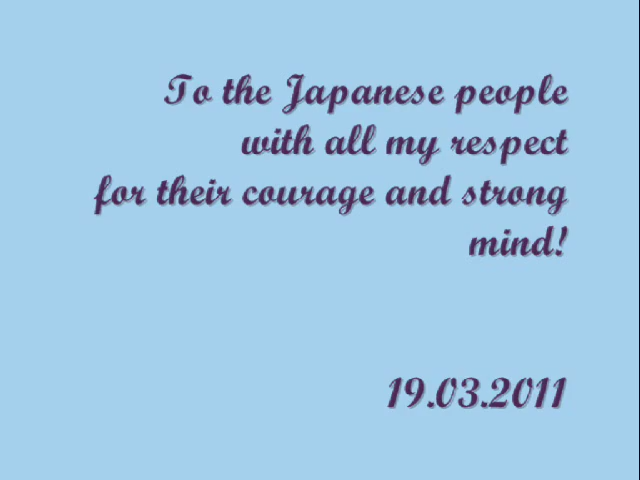 To the Japanese people
with all my respect
for their courage and strong
mind!
19.03.2011